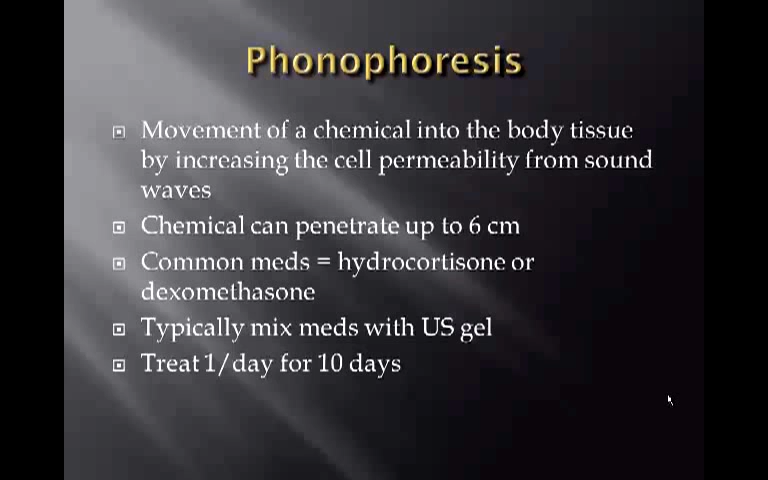 Phonophoresis
Movement of a chemical into the body tissue
by increasing the cell permeability from sound
waves
Chemical can penetrate up to 6 cm
Common meds = hydrocortisone or
dexomethasone
Typically mix meds with US gel
Treat 1/day for 10 days